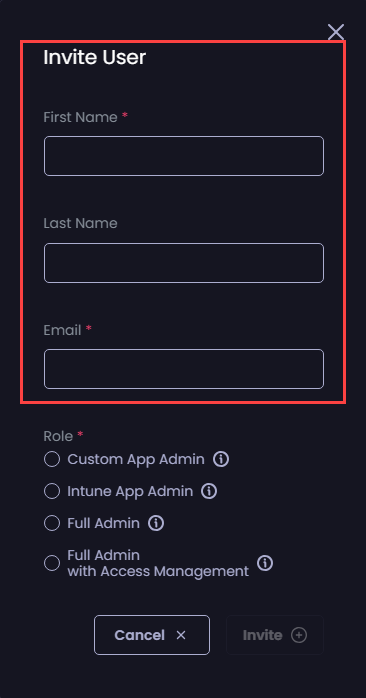 Invite User
First Name *
Last Name
Email *
Role *
Custom App Admin
Intune App Admin
Full Admin
Full Admin
with Access Management
Cancel
Invite